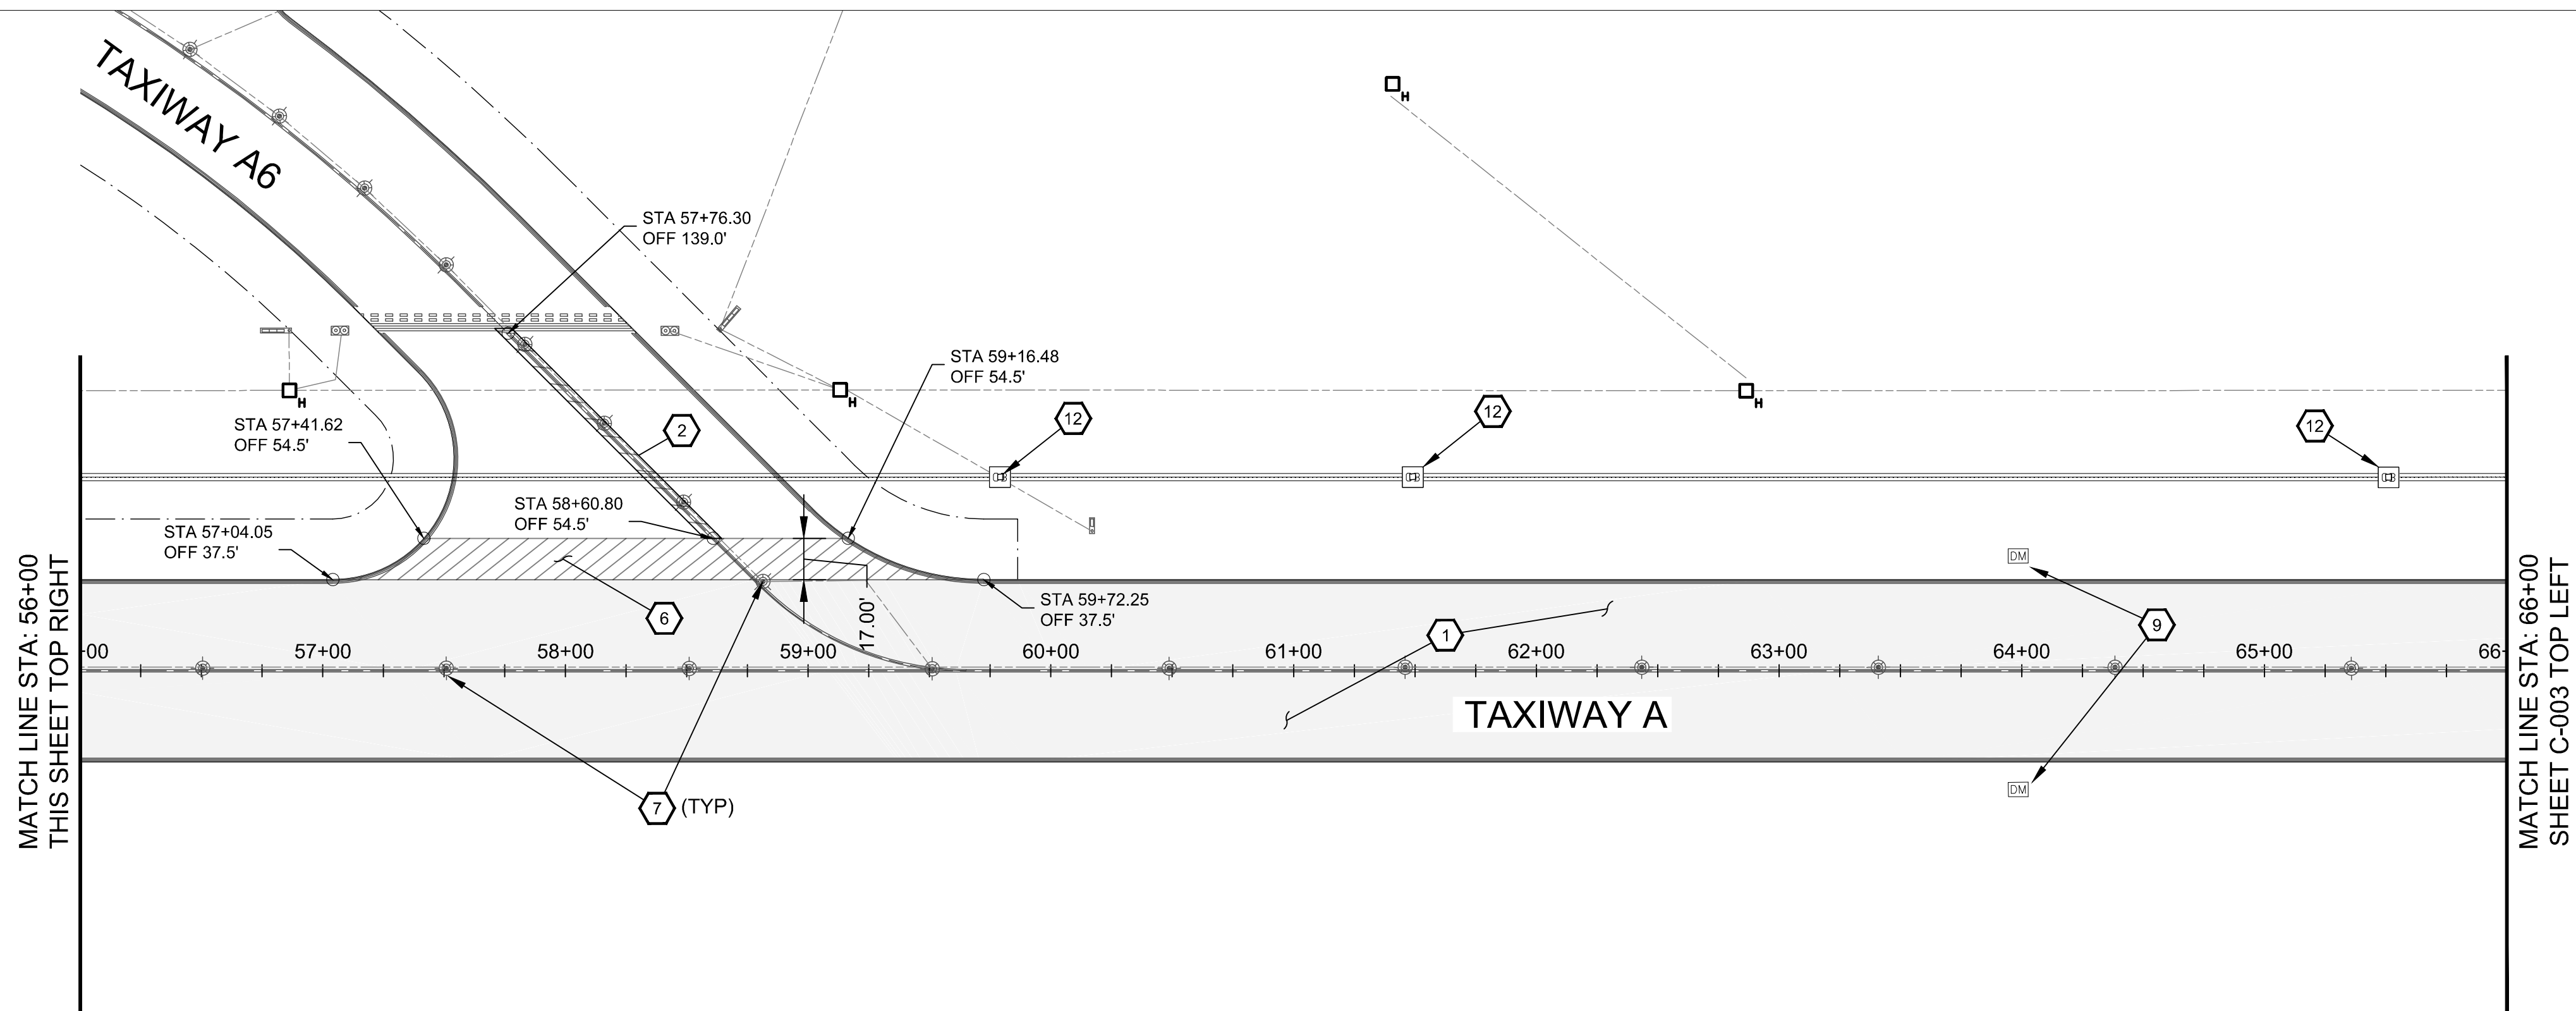 TAXIWAY A6
STA 57+76.30
OFF 139.0'
STA 59+16.48
OFF 54.5'
H
H
H
H
STA 57+41.62
OFF 54.5'
2
12
12
12
STA 58+60.80
OFF 54.5'
STA 57+04.05
OFF 37.5'
DM
STA 59+72.25
OFF 37.5'
6
17.00'
1
9
-00
57+00
58+00
59+00
60+00
61+00
62+00
63+00
64+00
65+00
66+
TAXIWAY A
DM
7 (TYP)
MATCH LINE STA: 56+00
THIS SHEET TOP RIGHT
MATCH LINE STA: 66+00
SHEET C-003 TOP LEFT